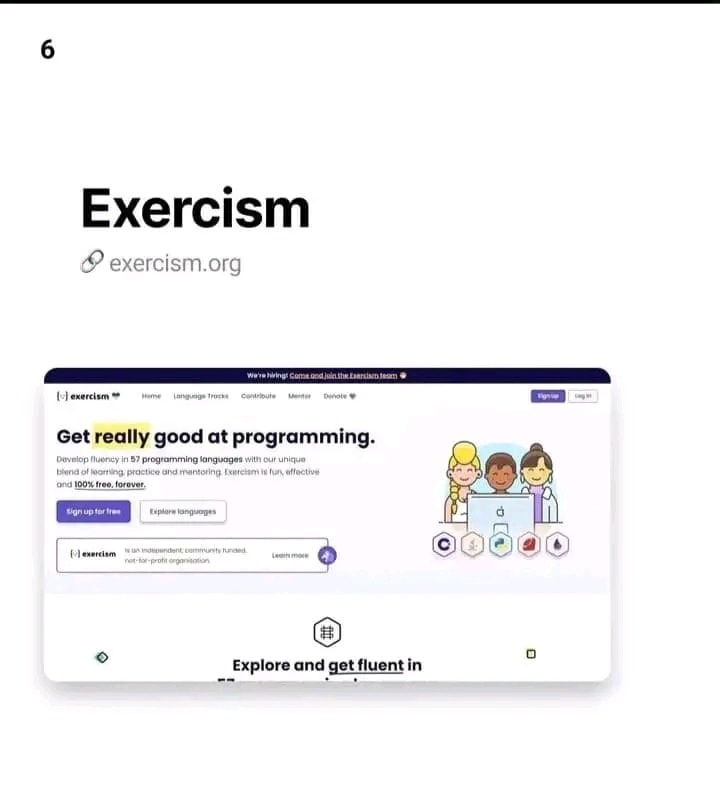 6
Exercism
exercism.org
We're hiring! Come and join the Exercism team
exercism
Home Language Tracks Contribute Mentor Donate
Sign up Log in
Get really good at programming.
Develop fluency in 57 programming languages with our unique
blend of learning, practice and mentoring. Exercism is fun, effective
and 100% free, forever.
Sign up for free Explore languages
exercism
is an independent, community funded,
not-for-profit organisation.
Learn more
Explore and get fluent in